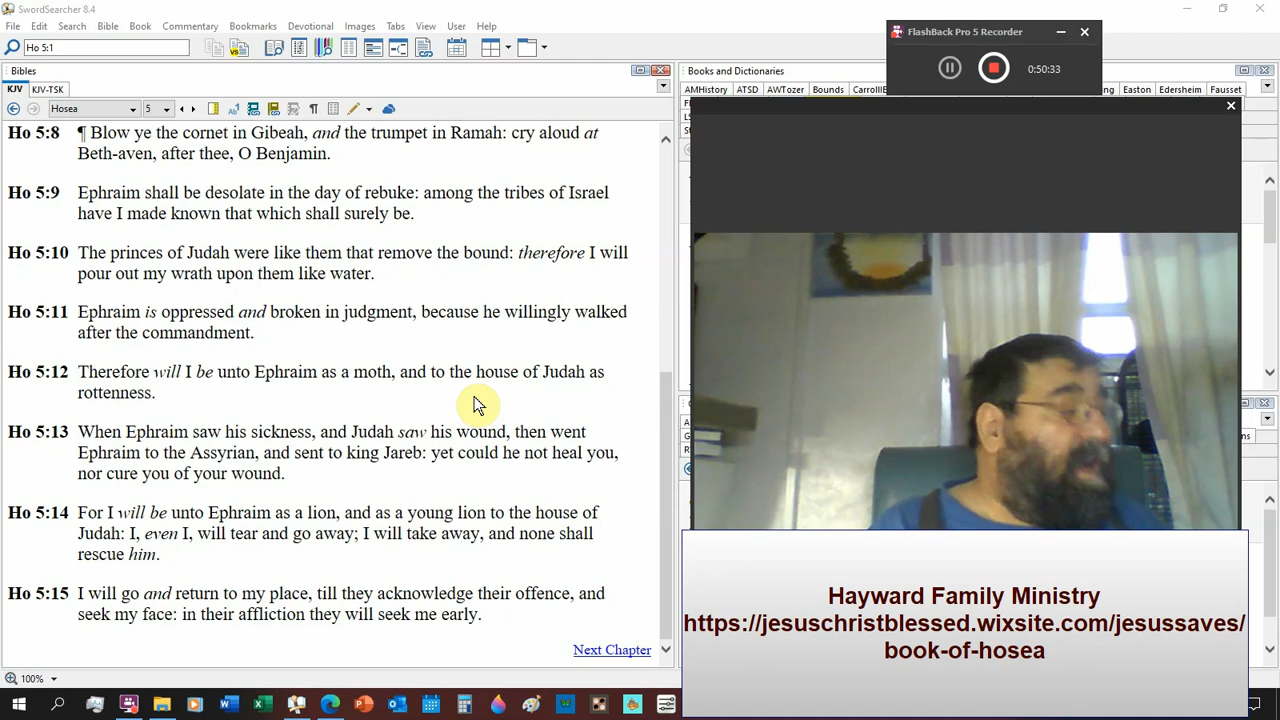 SwordSearcher 8.4
File Edit Search Bible Book Commentary Bookmarks Devotional Images Tabs View User Help
Ho 5:1
FlashBack Pro 5 Recorder
0:50:33
Bibles
Books and Dictionaries
KJV KJV-TSK
AMHistory ATSD AWTozer Bounds Easton Edersheim Fausset
Hosea 5
Ho 5:8 ¶ Blow ye the cornet in Gibeah, and the trumpet in Ramah: cry aloud at
Beth-aven, after thee, O Benjamin.
Ho 5:9 Ephraim shall be desolate in the day of rebuke: among the tribes of Israel
have I made known that which shall surely be.
Ho 5:10 The princes of Judah were like them that remove the bound: therefore I will
pour out my wrath upon them like water.
Ho 5:11 Ephraim is oppressed and broken in judgment, because he willingly walked
after the commandment.
Ho 5:12 Therefore will I be unto Ephraim as a moth, and to the house of Judah as
rottenness.
Ho 5:13 When Ephraim saw his sickness, and Judah saw his wound, then went
Ephraim to the Assyrian, and sent to king Jareb: yet could he not heal you,
nor cure you of your wound.
Ho 5:14 For I will be unto Ephraim as a lion, and as a young lion to the house of
Judah: I, even I, will tear and go away; I will take away, and none shall
rescue him.
Ho 5:15 I will go and return to my place, till they acknowledge their offence, and
seek my face: in their affliction they will seek me early.
Next Chapter
100%
Hayward Family Ministry
https://jesuschristblessed.wixsite.com/jesussaves/
book-of-hosea